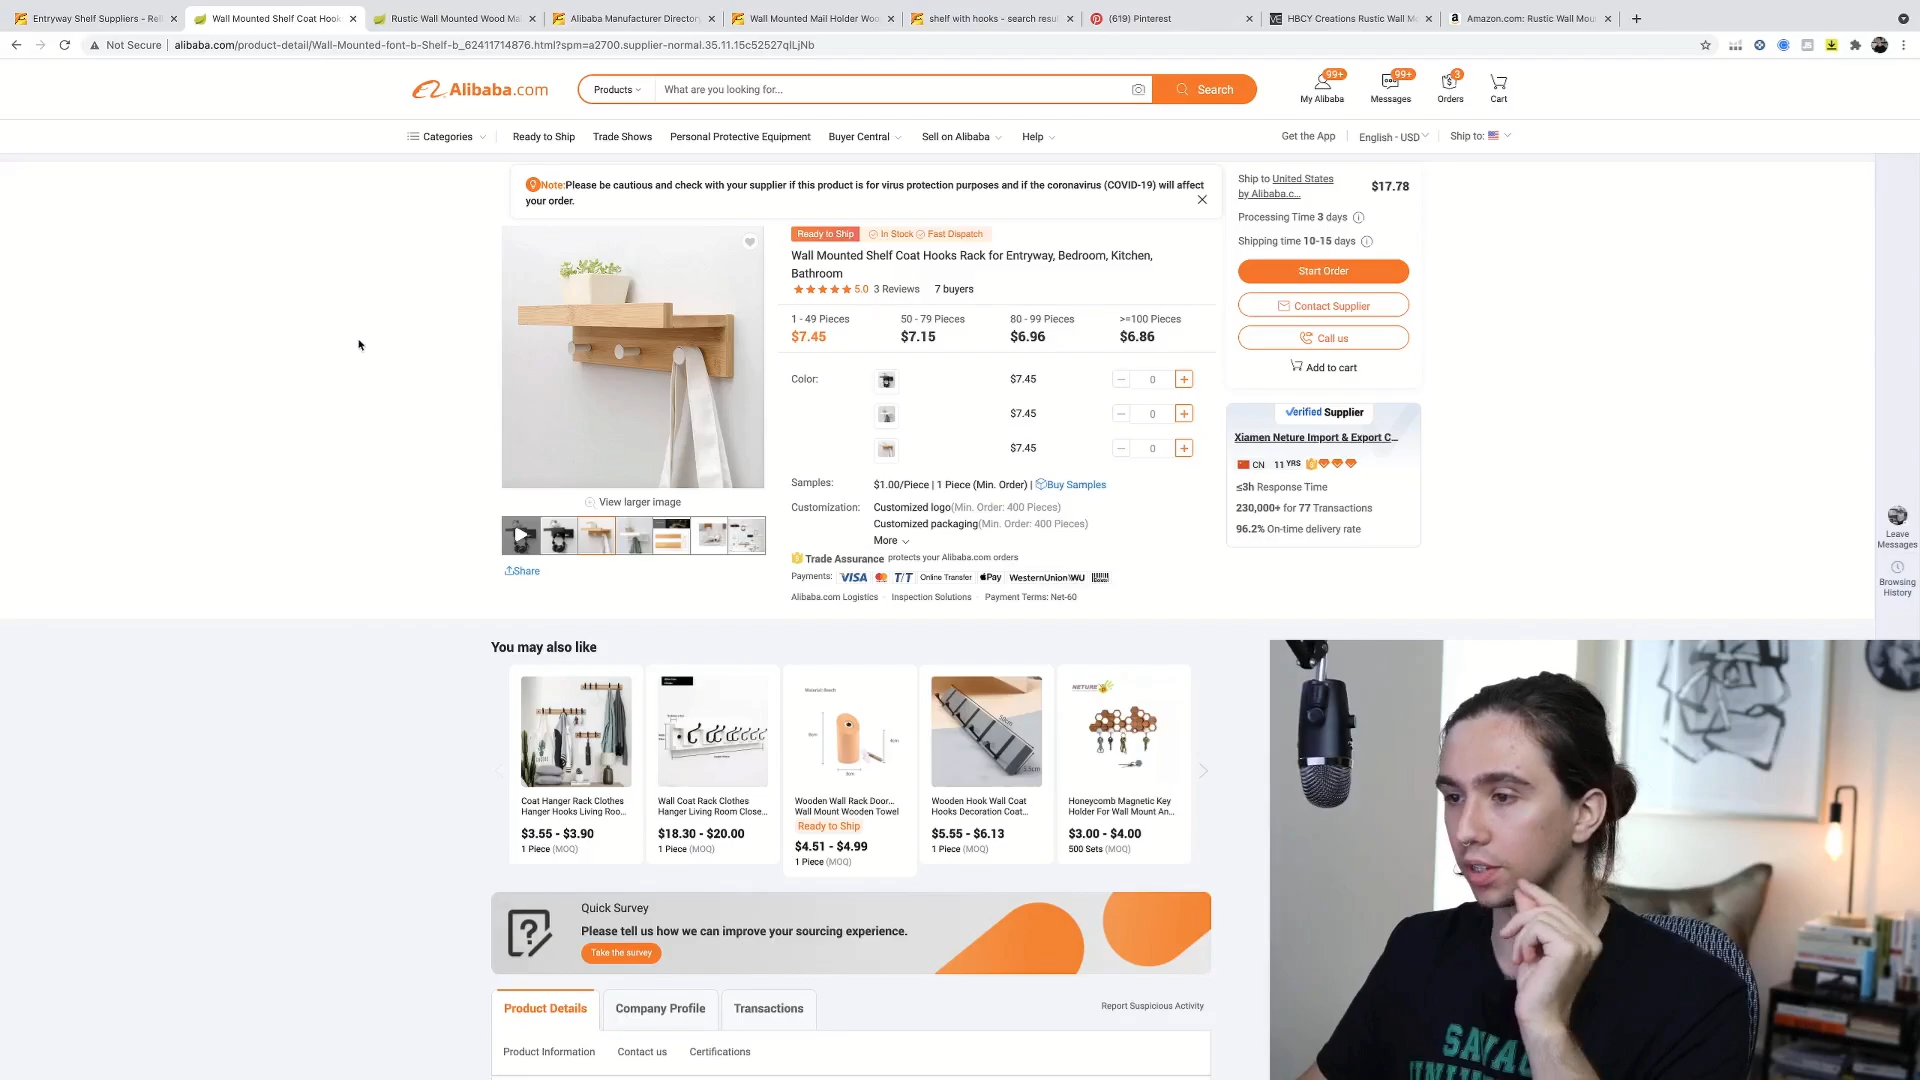 Entryway Shelf Suppliers - Reli
Wall Mounted Shelf Coat Hook
Rustic Wall Mounted Wood Ma
Alibaba Manufacturer Directory
Wall Mounted Mail Holder Woo
shelf with hooks - search resu
(619) Pinterest
HBCY Creations Rustic Wall M
Amazon.com: Rustic Wall Mou
Not Secure
alibaba.com/product-detail/Wall-Mounted-font-b-Shelf-b_62411714876.html?spm=a2700.supplier-normal.35.11.15c52527qlLjNb
Alibaba.com
Products
What are you looking for...
Search
99+
99+
3
My Alibaba
Messages
Orders
Cart
Categories
Ready to Ship
Trade Shows
Personal Protective Equipment
Buyer Central
Sell on Alibaba
Help
Get the App
English - USD
Ship to:
Note:Please be cautious and check with your supplier if this product is for virus protection purposes and if the coronavirus (COVID-19) will affect
your order.
Ready to Ship
In Stock
Fast Dispatch
Wall Mounted Shelf Coat Hooks Rack for Entryway, Bedroom, Kitchen,
Bathroom
5.0 3 Reviews 7 buyers
1 - 49 Pieces
50 - 79 Pieces
80 - 99 Pieces
>=100 Pieces
$7.45
$7.15
$6.96
$6.86
Color:
$7.45
0
$7.45
0
$7.45
0
Samples:
$1.00/Piece | 1 Piece (Min. Order) | Buy Samples
Customization:
Customized logo(Min. Order: 400 Pieces)
Customized packaging(Min. Order: 400 Pieces)
More
Trade Assurance protects your Alibaba.com orders
Payments: VISA T/T Online Transfer Pay WesternUnion WU
Alibaba.com Logistics · Inspection Solutions · Payment Terms: Net-60
View larger image
Share
Ship to United States
by Alibaba.c...
$17.78
Processing Time 3 days
Shipping time 10-15 days
Start Order
Contact Supplier
Call us
Add to cart
Verified Supplier
Xiamen Neture Import & Export C...
CN 11 YRS
≤3h Response Time
230,000+ for 77 Transactions
96.2% On-time delivery rate
Leave
Messages
Browsing
History
You may also like
Material: Beech
NETURE
Coat Hanger Rack Clothes
Hanger Hooks Living Roo...
$3.55 - $3.90
1 Piece (MOQ)
Wall Coat Rack Clothes
Hanger Living Room Close...
$18.30 - $20.00
1 Piece (MOQ)
Wooden Wall Rack Door...
Wall Mount Wooden Towel
Ready to Ship
$4.51 - $4.99
1 Piece (MOQ)
Wooden Hook Wall Coat
Hooks Decoration Coat...
$5.55 - $6.13
1 Piece (MOQ)
Honeycomb Magnetic Key
Holder For Wall Mount An...
$3.00 - $4.00
500 Sets (MOQ)
Quick Survey
Please tell us how we can improve your sourcing experience.
Take the survey
Product Details
Company Profile
Transactions
Report Suspicious Activity
Product Information
Contact us
Certifications